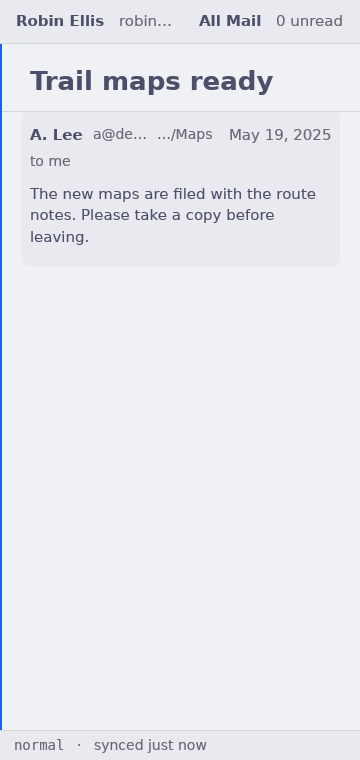 Robin Ellis robin... All Mail 0 unread
Trail maps ready
A. Lee a@de... .../Maps May 19, 2025
to me
The new maps are filed with the route
notes. Please take a copy before
leaving.
normal · synced just now